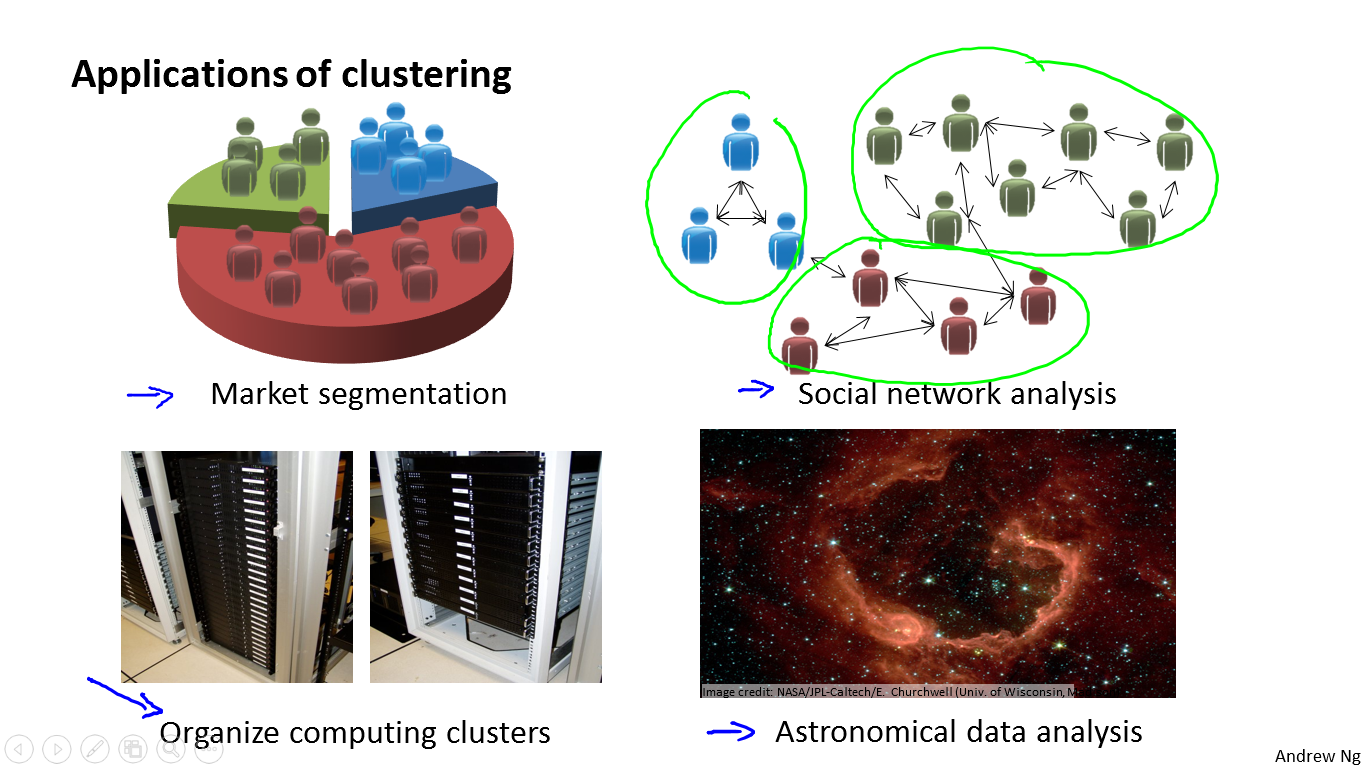 Applications of clustering
Market segmentation
Social network analysis
Image credit: NASA/JPL-Caltech/E. Churchwell (Univ. of Wisconsin,
Organize computing clusters
Astronomical data analysis
Andrew Ng